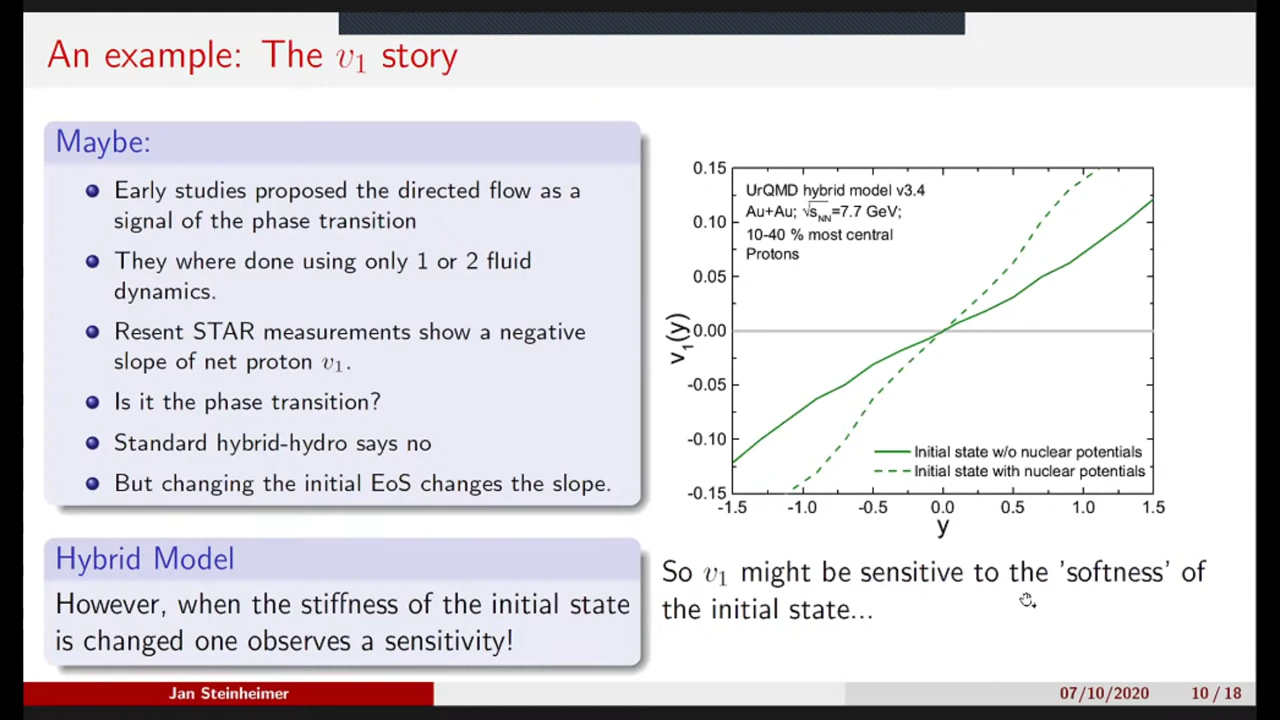 An example: The v₁ story
Maybe:
Early studies proposed the directed flow as a
signal of the phase transition
They where done using only 1 or 2 fluid
dynamics.
Resent STAR measurements show a negative
slope of net proton v₁.
Is it the phase transition?
Standard hybrid-hydro says no
But changing the initial EoS changes the slope.
Hybrid Model
However, when the stiffness of the initial state
is changed one observes a sensitivity!
0.15
0.10
0.05
0.00
-0.05
-0.10
-0.15
v₁(y)
UrQMD hybrid model v3.4
Au+Au; √sNN=7.7 GeV;
10-40 % most central
Protons
Initial state w/o nuclear potentials
Initial state with nuclear potentials
-1.5 -1.0 -0.5 0.0 0.5 1.0 1.5
y
So v₁ might be sensitive to the 'softness' of
the initial state...
Jan Steinheimer 07/10/2020 10 / 18